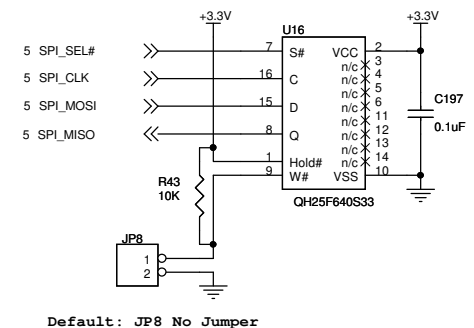 +3.3V
+3.3V
U16
5 SPI_SEL#
7
S#
VCC
2
n/c
3
5 SPI_CLK
16
C
n/c
4
n/c
5
5 SPI_MOSI
15
D
n/c
6
n/c
11
5 SPI_MISO
8
Q
n/c
12
n/c
13
1
Hold#
n/c
14
9
W#
VSS
10
C197
0.1uF
R43
10K
QH25F640S33
JP8
1
2
Default: JP8 No Jumper